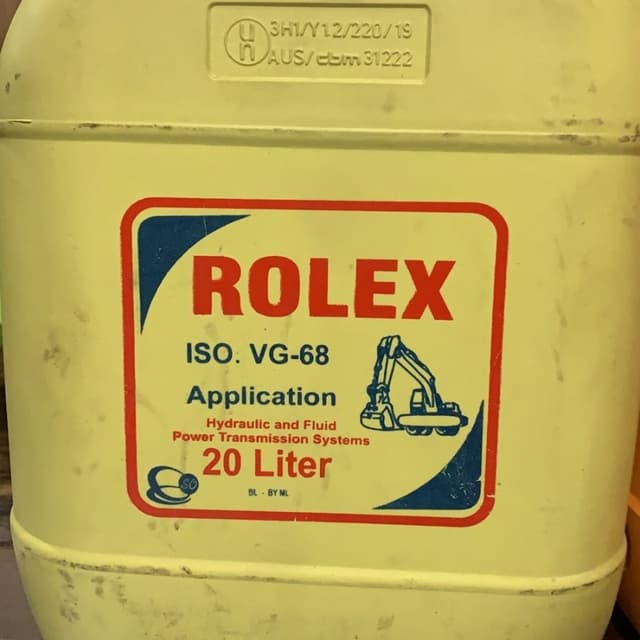 3H1/Y1.2/220/19
AUS/cbm 31222
ROLEX
ISO. VG-68
Application
Hydraulic and Fluid
Power Transmission Systems
20 Liter
BL - BY ML